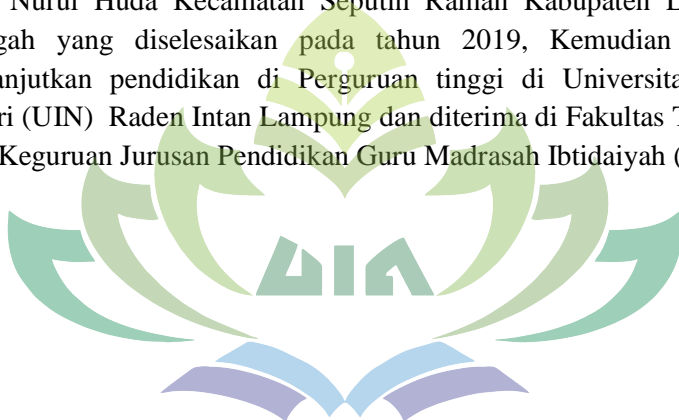 Nurul Huda Kecamatan Seputih Raman Kabupaten
gah yang diselesaikan pada tahun 2019, Kemudian
anjutkan pendidikan di Perguruan tinggi di Universita
ri (UIN) Raden Intan Lampung dan diterima di Fakultas
Keguruan Jurusan Pendidikan Guru Madrasah Ibtidaiyah (
UIN